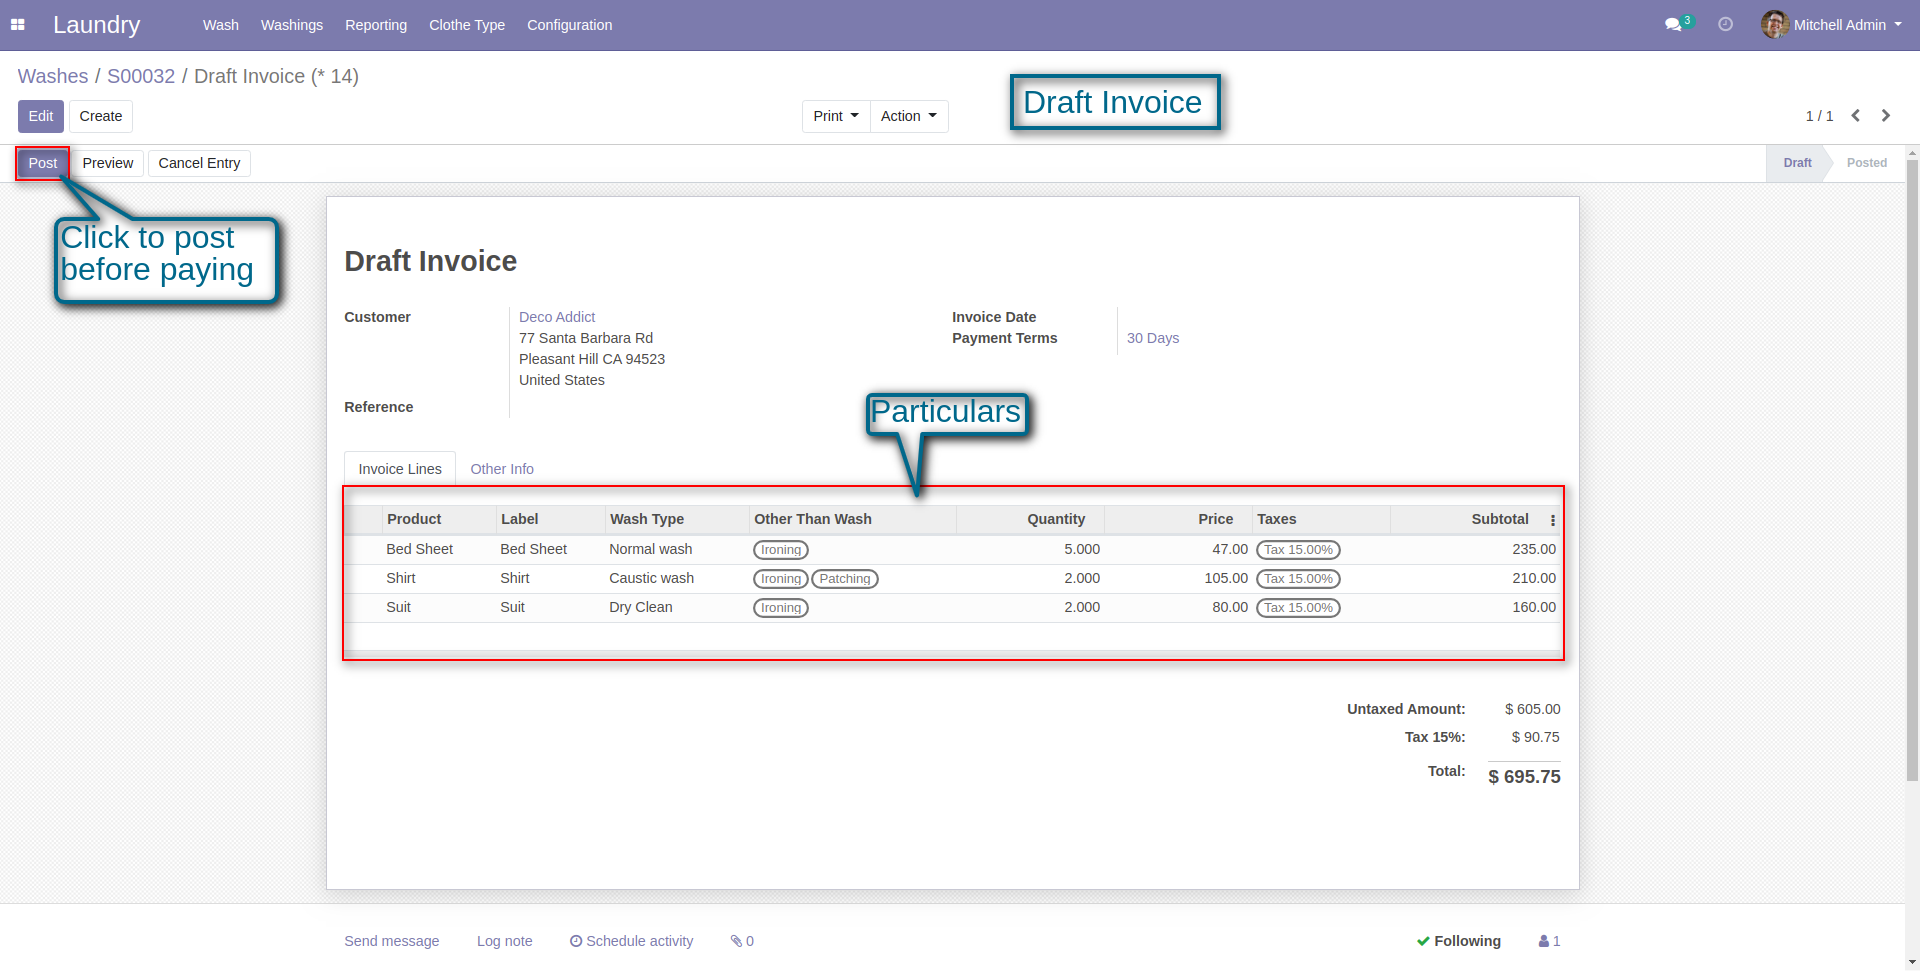 Laundry Wash Washings Reporting Clothe Type Configuration 3 Mitchell Admin
Washes / S00032 / Draft Invoice (* 14)
Draft Invoice
Edit Create Print Action 1 / 1
Post Preview Cancel Entry Draft Posted
Click to post
before paying
Draft Invoice
Customer Deco Addict Invoice Date
77 Santa Barbara Rd Payment Terms 30 Days
Pleasant Hill CA 94523
United States
Reference
Particulars
Invoice Lines Other Info
Product Label Wash Type Other Than Wash Quantity Price Taxes Subtotal
Bed Sheet Bed Sheet Normal wash Ironing 5.000 47.00 Tax 15.00% 235.00
Shirt Shirt Caustic wash Ironing Patching 2.000 105.00 Tax 15.00% 210.00
Suit Suit Dry Clean Ironing 2.000 80.00 Tax 15.00% 160.00
Untaxed Amount: $ 605.00
Tax 15%: $ 90.75
Total: $ 695.75
Send message Log note Schedule activity 0 Following 1